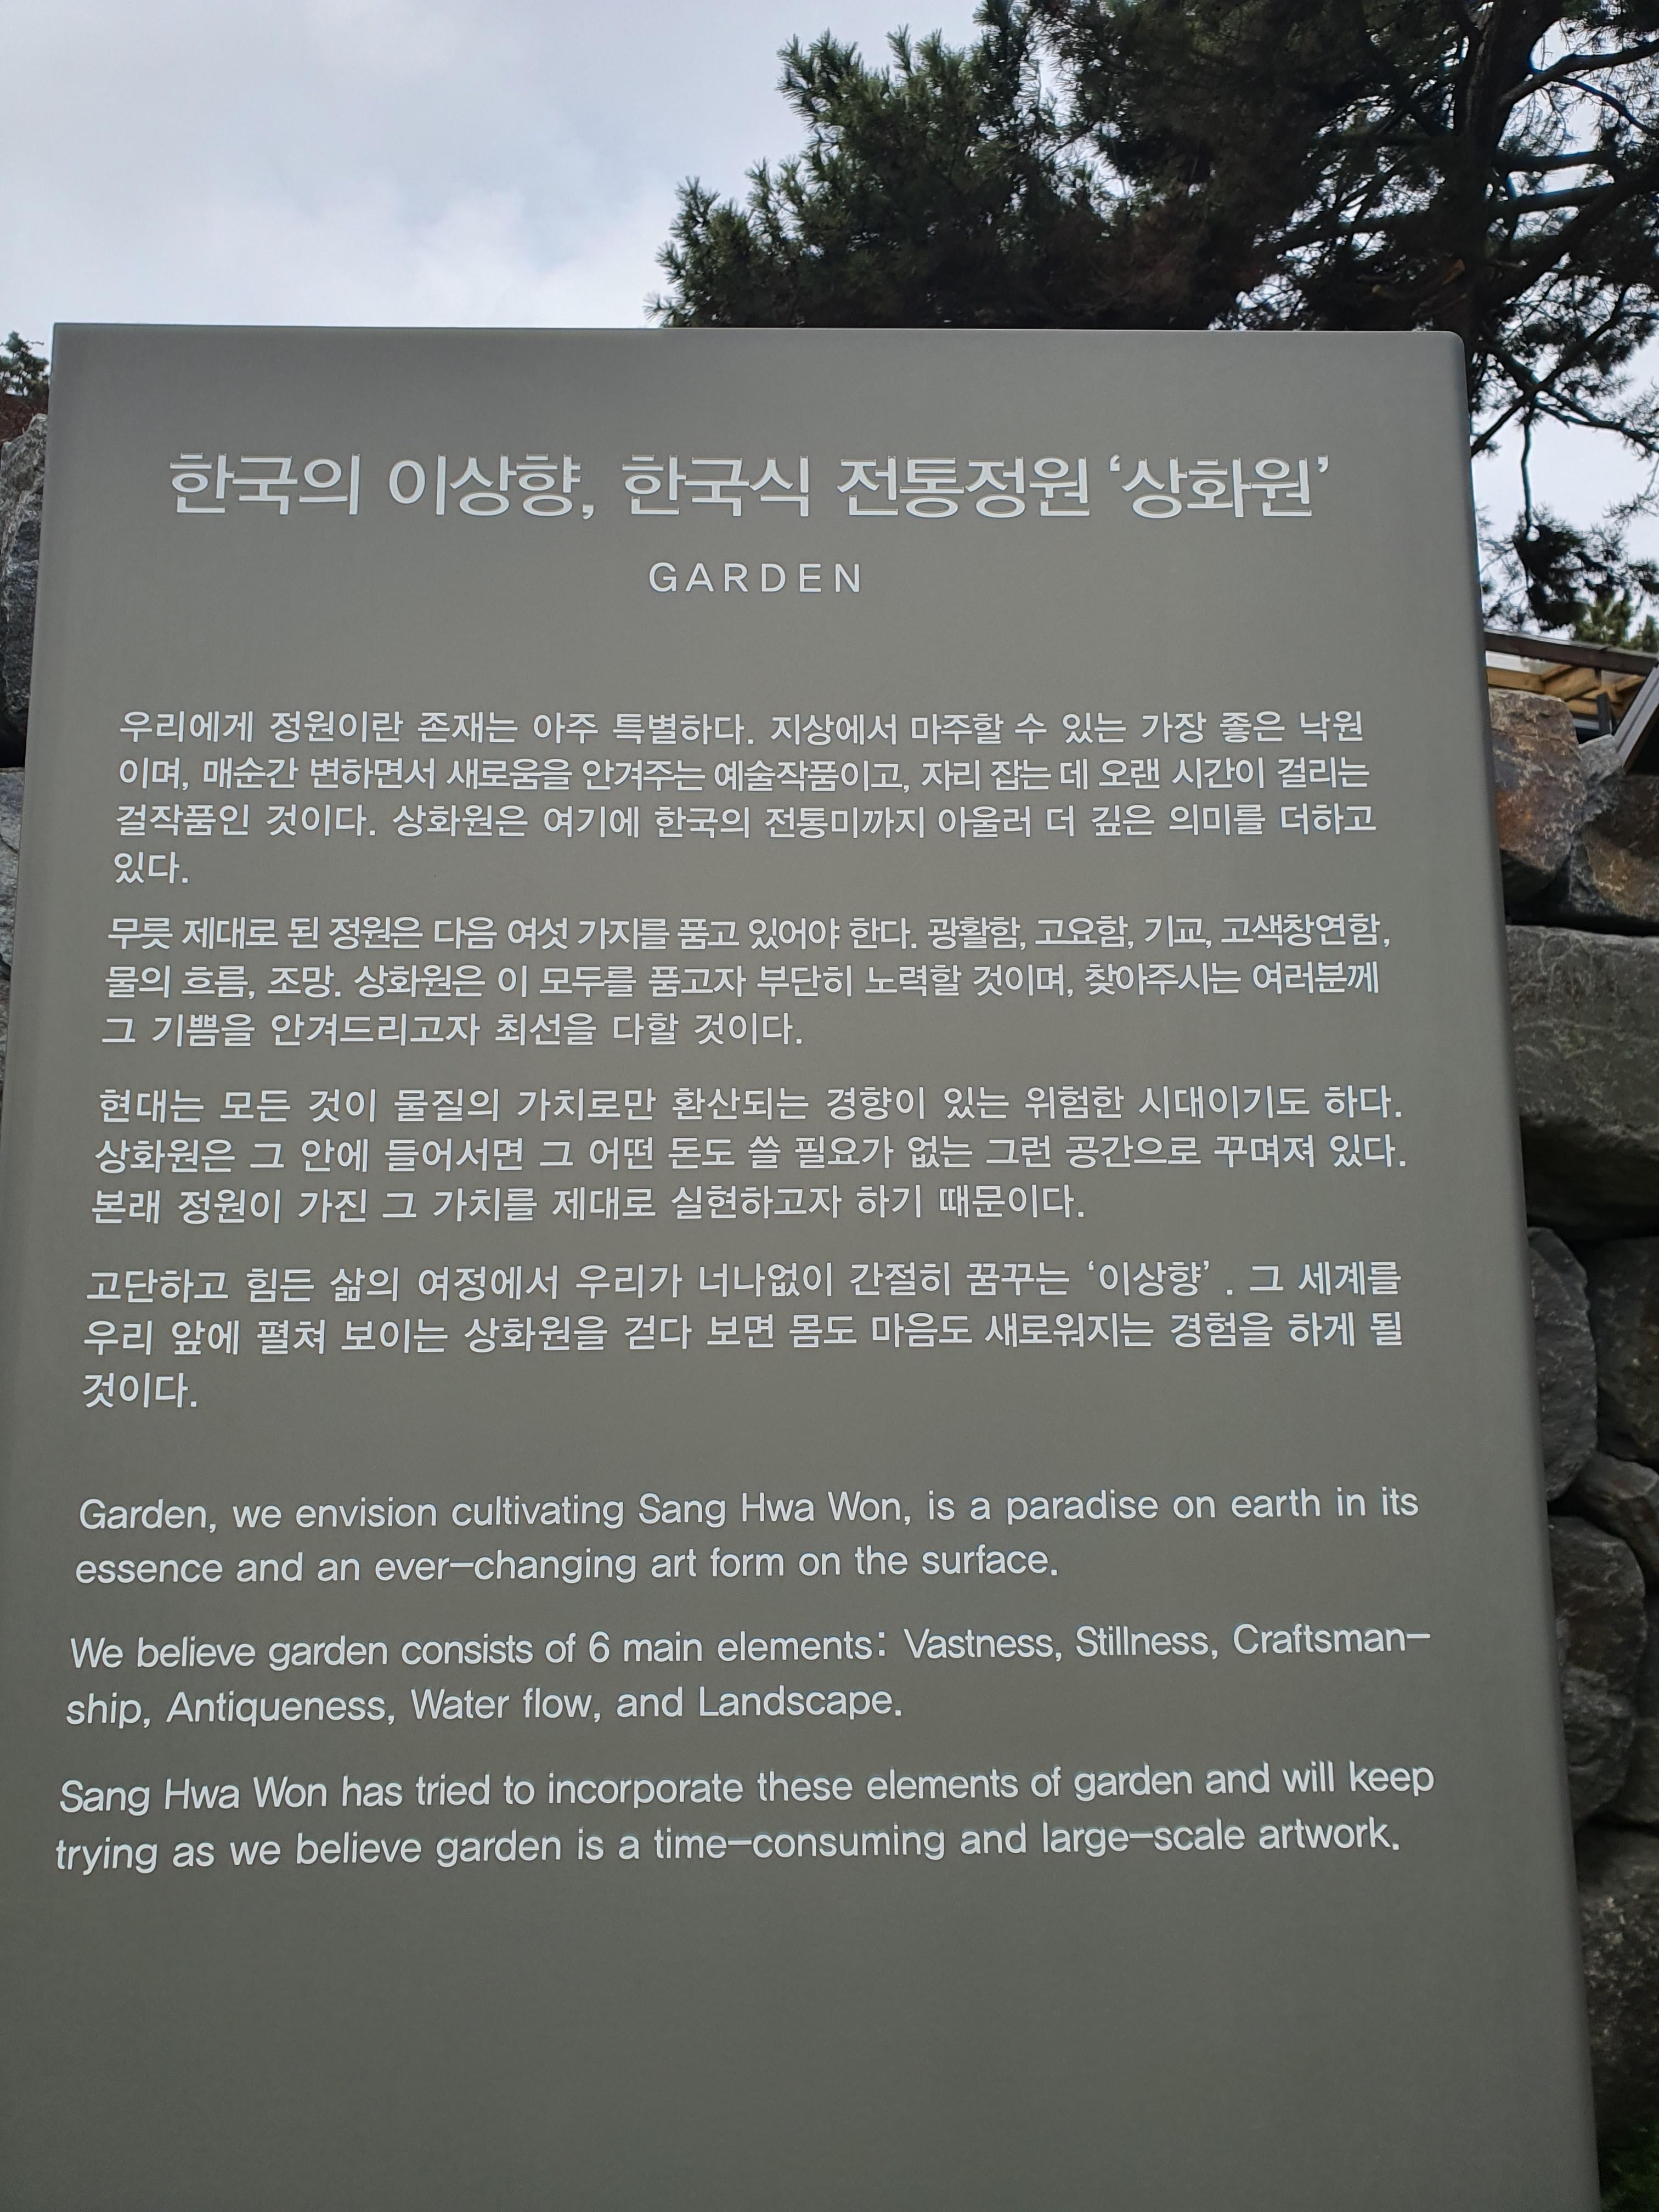 한국의 이상향, 한국식 전통정원 ‘상화원’
GARDEN
우리에게 정원이란 존재는 아주 특별하다. 지상에서 마주할 수 있는 가장 좋은 낙원
이며, 매순간 변하면서 새로움을 안겨주는 예술작품이고, 자리 잡는 데 오랜 시간이 걸리는
걸작품인 것이다. 상화원은 여기에 한국의 전통미까지 아울러 더 깊은 의미를 더하고
있다.
무릇 제대로 된 정원은 다음 여섯 가지를 품고 있어야 한다. 광활함, 고요함, 기교, 고색창연함,
물의 흐름, 조망. 상화원은 이 모두를 품고자 부단히 노력할 것이며, 찾아주시는 여러분께
그 기쁨을 안겨드리고자 최선을 다할 것이다.
현대는 모든 것이 물질의 가치로만 환산되는 경향이 있는 위험한 시대이기도 하다.
상화원은 그 안에 들어서면 그 어떤 돈도 쓸 필요가 없는 그런 공간으로 꾸며져 있다.
본래 정원이 가진 그 가치를 제대로 실현하고자 하기 때문이다.
고단하고 힘든 삶의 여정에서 우리가 너나없이 간절히 꿈꾸는 ‘이상향’ . 그 세계를
우리 앞에 펼쳐 보이는 상화원을 걷다 보면 몸도 마음도 새로워지는 경험을 하게 될
것이다.
Garden, we envision cultivating Sang Hwa Won, is a paradise on earth in its
essence and an ever–changing art form on the surface.
We believe garden consists of 6 main elements: Vastness, Stillness, Craftsman–
ship, Antiqueness, Water flow, and Landscape.
Sang Hwa Won has tried to incorporate these elements of garden and will keep
trying as we believe garden is a time–consuming and large–scale artwork.